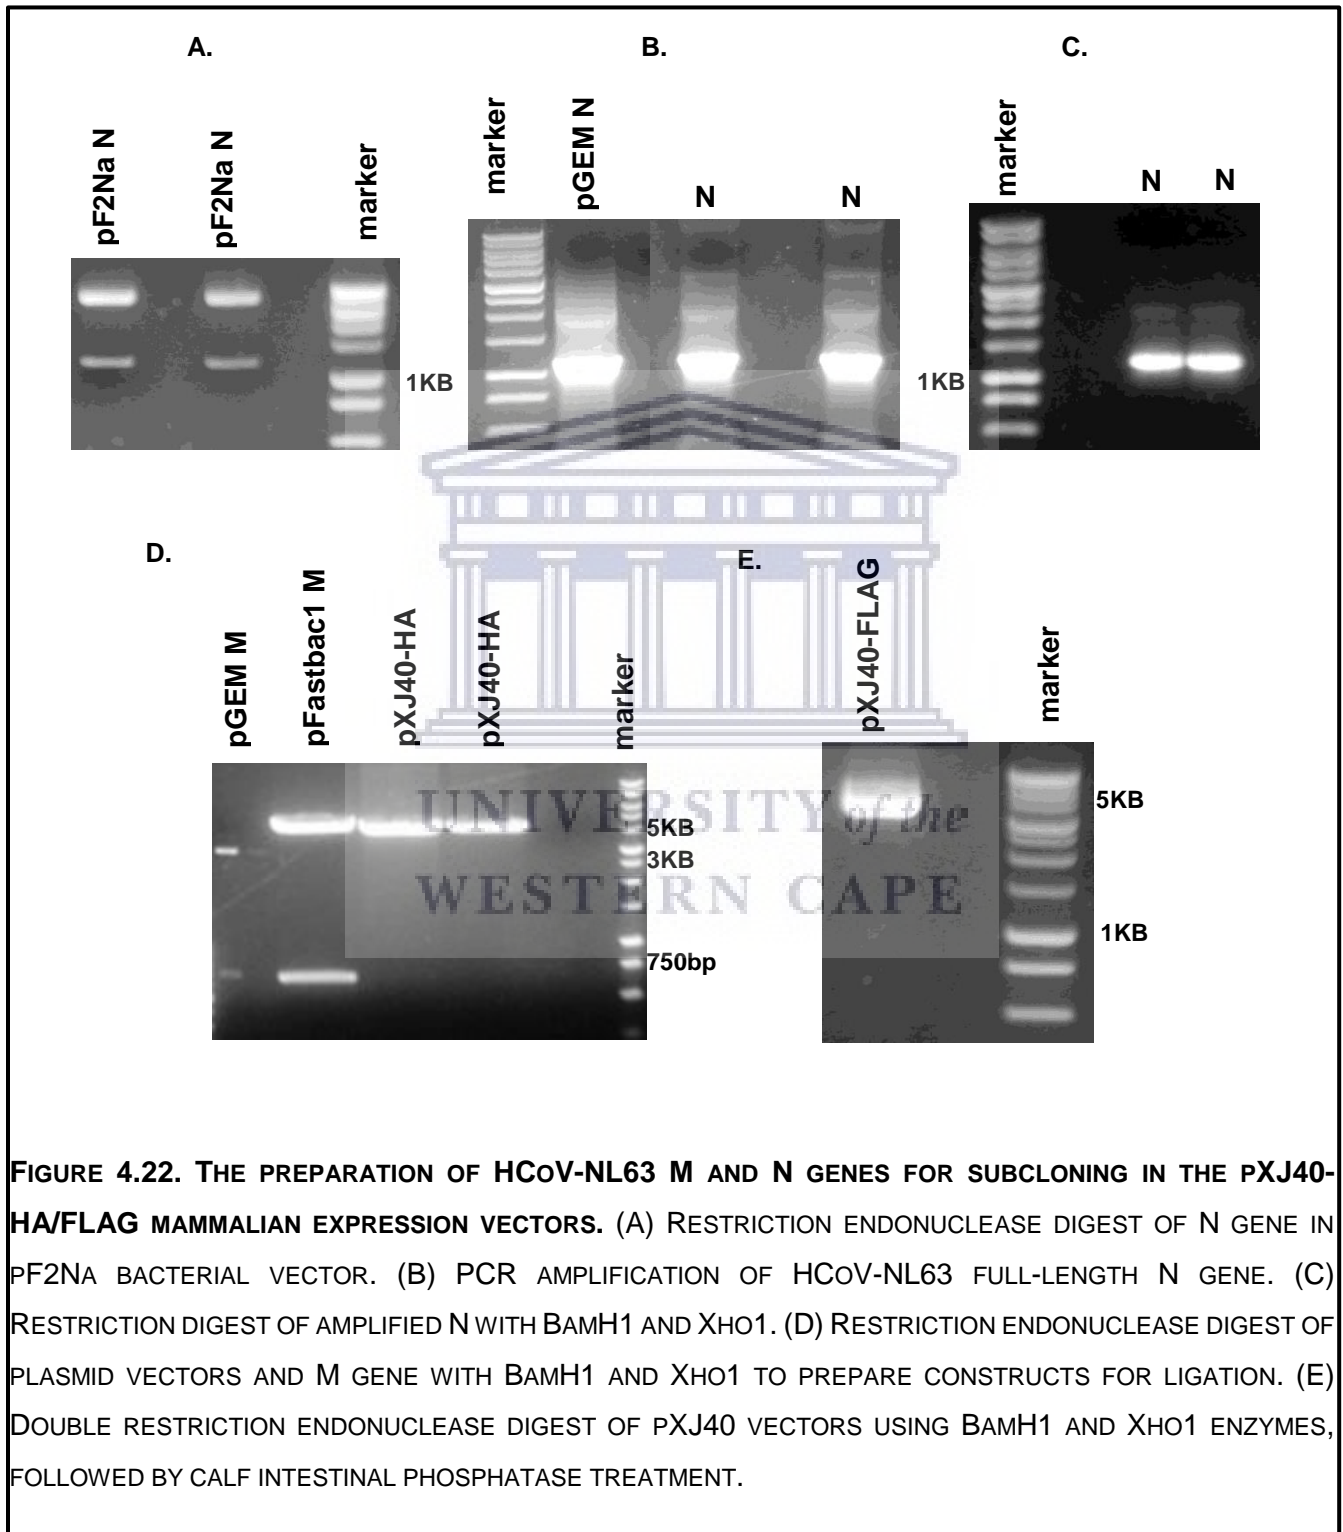 A.
B.
C.
pF2Na N
pF2Na N
marker
marker
pGEM N
N
N
marker
N
N
1KB
1KB
D.
E.
pGEM M
pFastbac1 M
pXJ40-HA
pXJ40-HA
marker
pXJ40-FLAG
marker
5KB
3KB
750bp
5KB
1KB
UNIVERSITY of the
WESTERN CAPE
FIGURE 4.22. THE PREPARATION OF HCOV-NL63 M AND N GENES FOR SUBCLONING IN THE PXJ40-
HA/FLAG MAMMALIAN EXPRESSION VECTORS. (A) RESTRICTION ENDONUCLEASE DIGEST OF N GENE IN
PF2NA BACTERIAL VECTOR. (B) PCR AMPLIFICATION OF HCOV-NL63 FULL-LENGTH N GENE. (C)
RESTRICTION DIGEST OF AMPLIFIED N WITH BAMH1 AND XHO1. (D) RESTRICTION ENDONUCLEASE DIGEST OF
PLASMID VECTORS AND M GENE WITH BAMH1 AND XHO1 TO PREPARE CONSTRUCTS FOR LIGATION. (E)
DOUBLE RESTRICTION ENDONUCLEASE DIGEST OF PXJ40 VECTORS USING BAMH1 AND XHO1 ENZYMES,
FOLLOWED BY CALF INTESTINAL PHOSPHATASE TREATMENT.